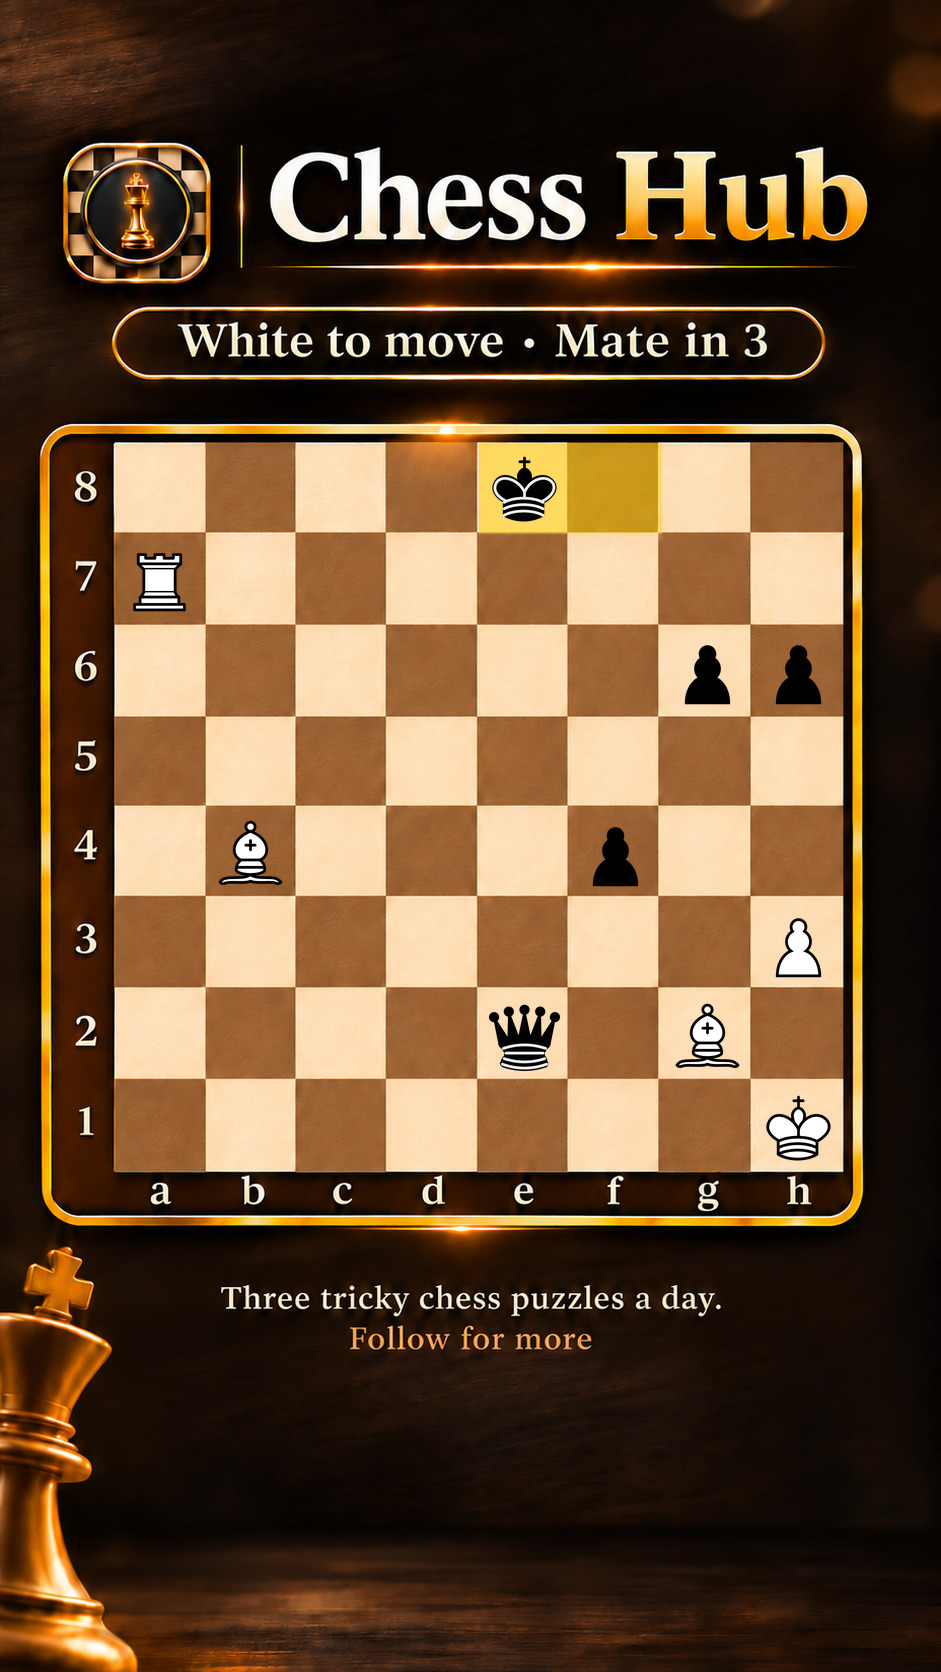 Chess Hub
White to move • Mate in 3
8
7
6
5
4
3
2
1
a b c d e f g h
Three tricky chess puzzles a day.
Follow for more